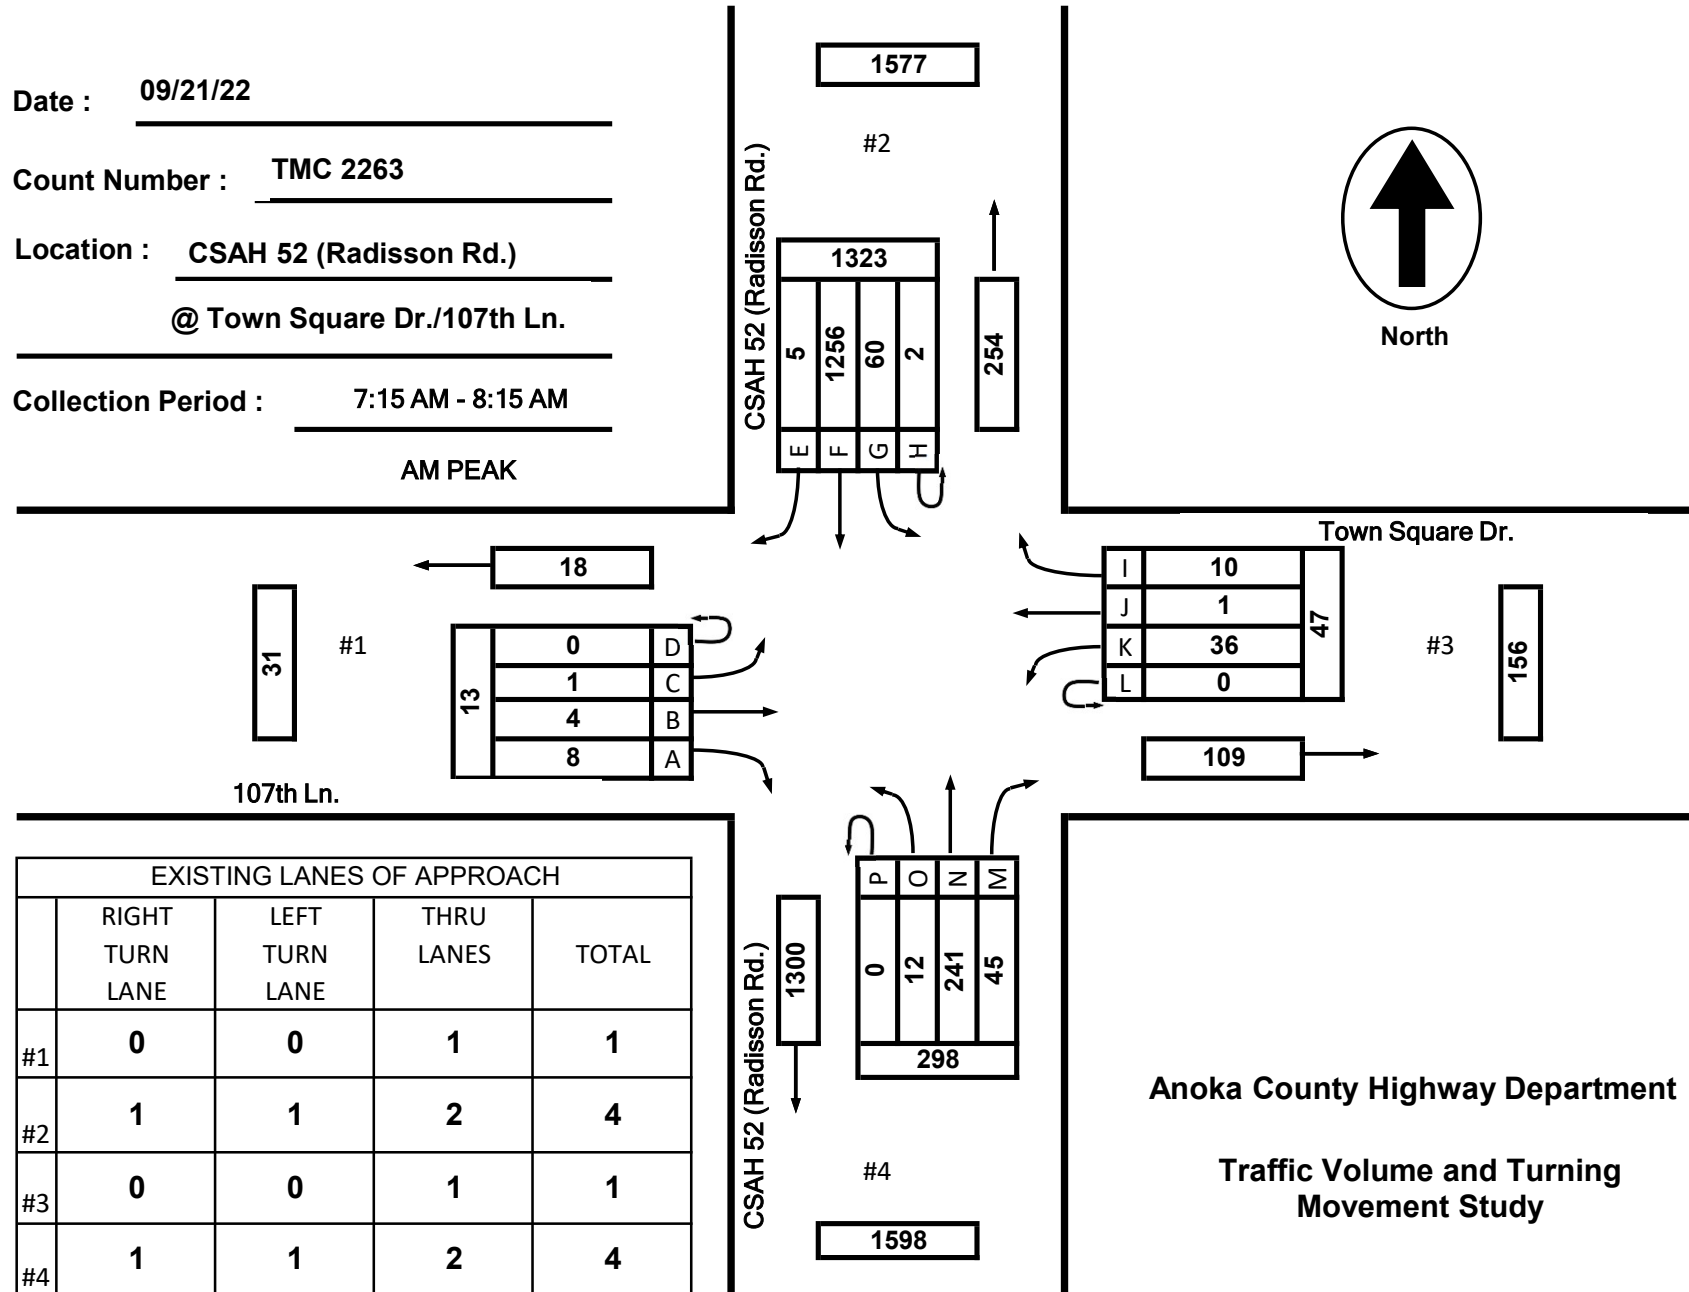 Date : 09/21/22
Count Number : TMC 2263
Location : CSAH 52 (Radisson Rd.)
@ Town Square Dr./107th Ln.
Collection Period : 7:15 AM - 8:15 AM
AM PEAK
1577
#2
CSAH 52 (Radisson Rd.)
1323
5 1256 60 2
E F G H
254
North
Town Square Dr.
18
31
#1
13
0 D
1 C
4 B
8 A
107th Ln.
I 10
J 1
K 36
L 0
47
#3
156
109
P O N M
0 12 241 45
298
1300
CSAH 52 (Radisson Rd.)
#4
1598
EXISTING LANES OF APPROACH
RIGHT TURN LANE
LEFT TURN LANE
THRU LANES
TOTAL
#1 0 0 1 1
#2 1 1 2 4
#3 0 0 1 1
#4 1 1 2 4
Anoka County Highway Department
Traffic Volume and Turning
Movement Study